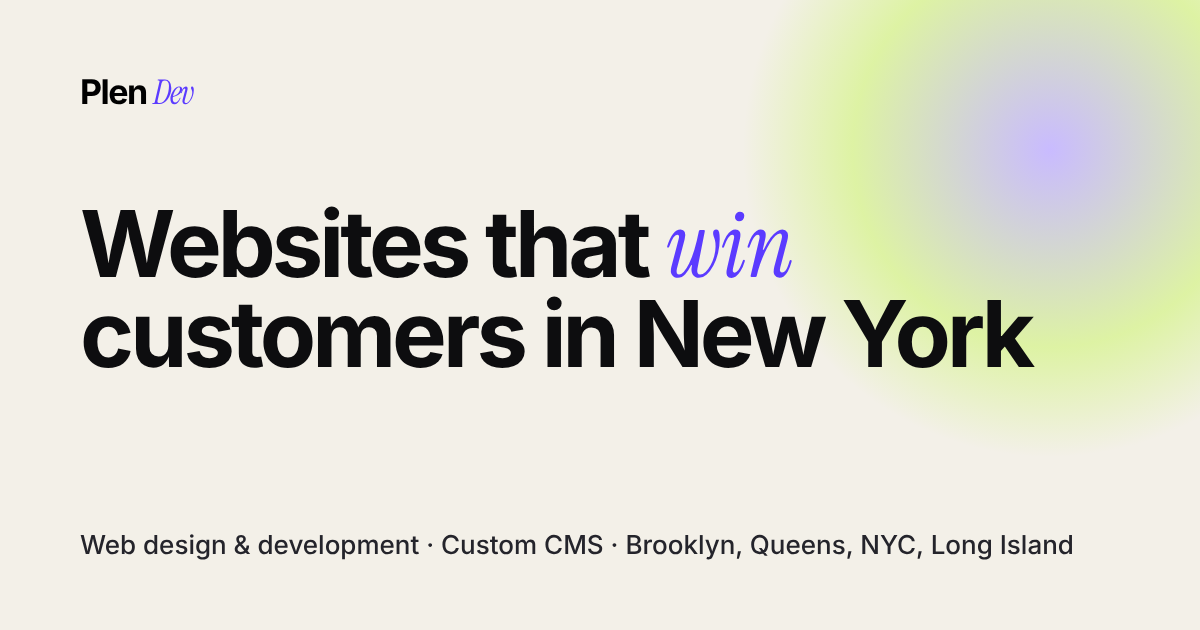 Plen Dev
Websites that win
customers in New York
Web design & development · Custom CMS · Brooklyn, Queens, NYC, Long Island